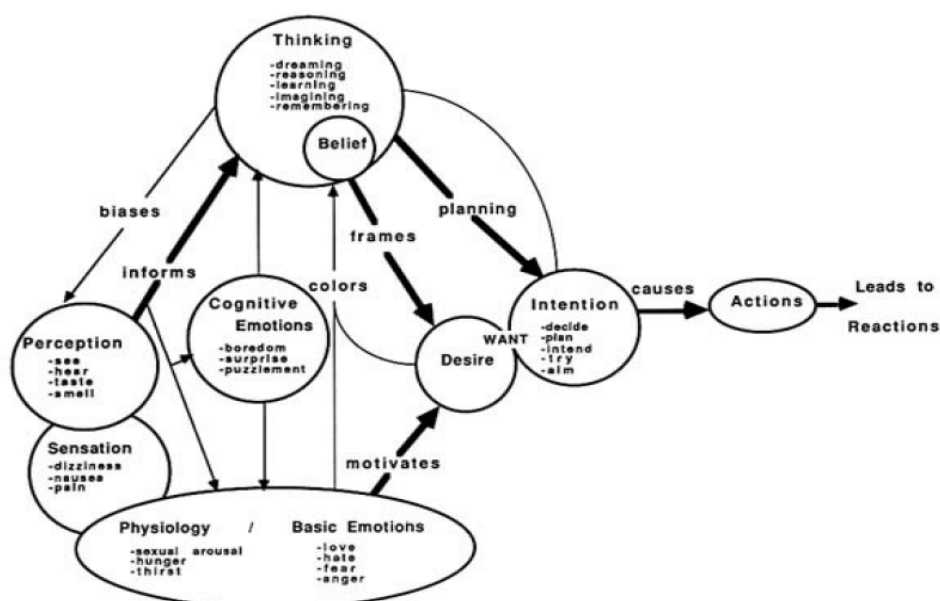 Thinking
-dreaming
-reasoning
-learning
-imagining
-remembering
Belief
biases
planning
frames
informs
colors
Cognitive
Emotions
-boredom
-surprise
-puzzlement
Intention
-decide
-plan
-intend
-try
-aim
causes
Actions
Leads to
Reactions
WANT
Desire
Perception
-see
-hear
-taste
-smell
Sensation
-dizziness
-nausea
-pain
motivates
Physiology / Basic Emotions
-sexual arousal
-hunger
-thirst
-love
-hate
-fear
-anger